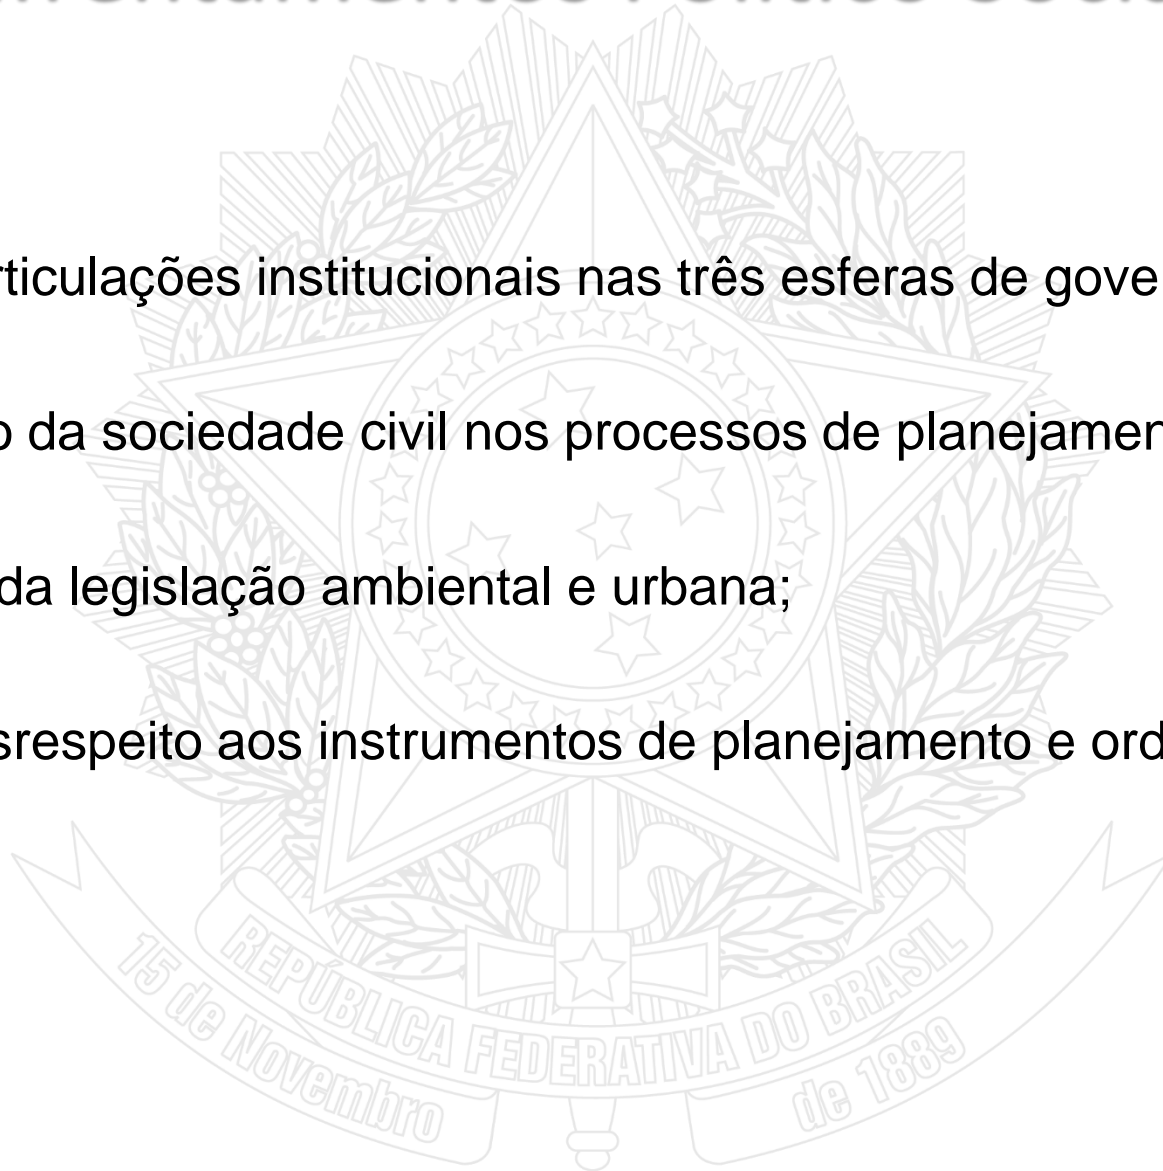 rticulações institucionais nas três esferas de gove
o da sociedade civil nos processos de planejamen
da legislação ambiental e urbana;
srespeito aos instrumentos de planejamento e ord
REPÚBLICA FEDERATIVA DO BRASIL
15 de Novembro de 1889